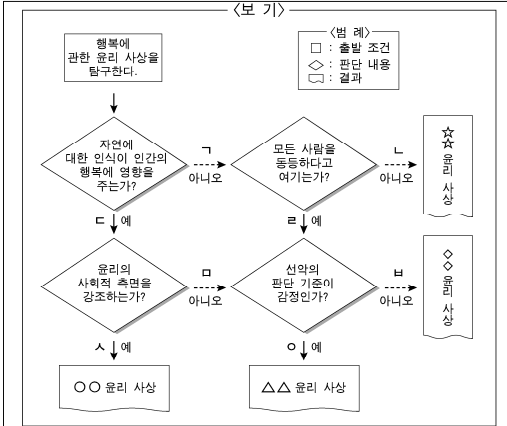 〈보 기〉
행복에
관한 윤리 사상을
탐구한다.
〈범 례〉
□ : 출발 조건
◇ : 판단 내용
: 결과
자연에
대한 인식이 인간의
행복에 영향을
주는가?
ㄱ
아니오
모든 사람을
동등하다고
여기는가?
ㄴ
아니오
☆☆ 윤리 사상
ㄷ 예
ㄹ 예
윤리의
사회적 측면을
강조하는가?
ㅁ
아니오
선악의
판단 기준이
감정인가?
ㅂ
아니오
◇◇ 윤리 사상
ㅅ 예
ㅇ 예
○○ 윤리 사상
△△ 윤리 사상